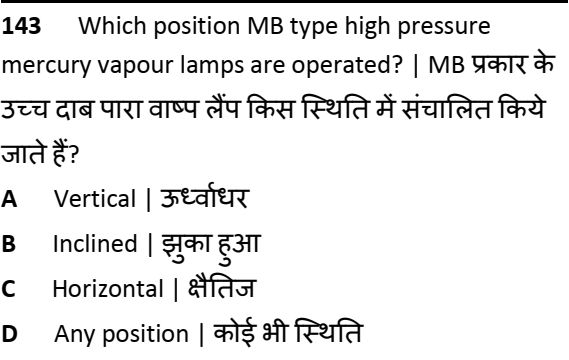 143 Which position MB type high pressure
mercury vapour lamps are operated? | MB प्रकार के
उच्च दाब पारा वाष्प लैंप किस स्थिति में संचालित किये
जाते हैं?
A Vertical | ऊर्ध्वाधर
B Inclined | झुका हुआ
C Horizontal | क्षैतिज
D Any position | कोई भी स्थिति